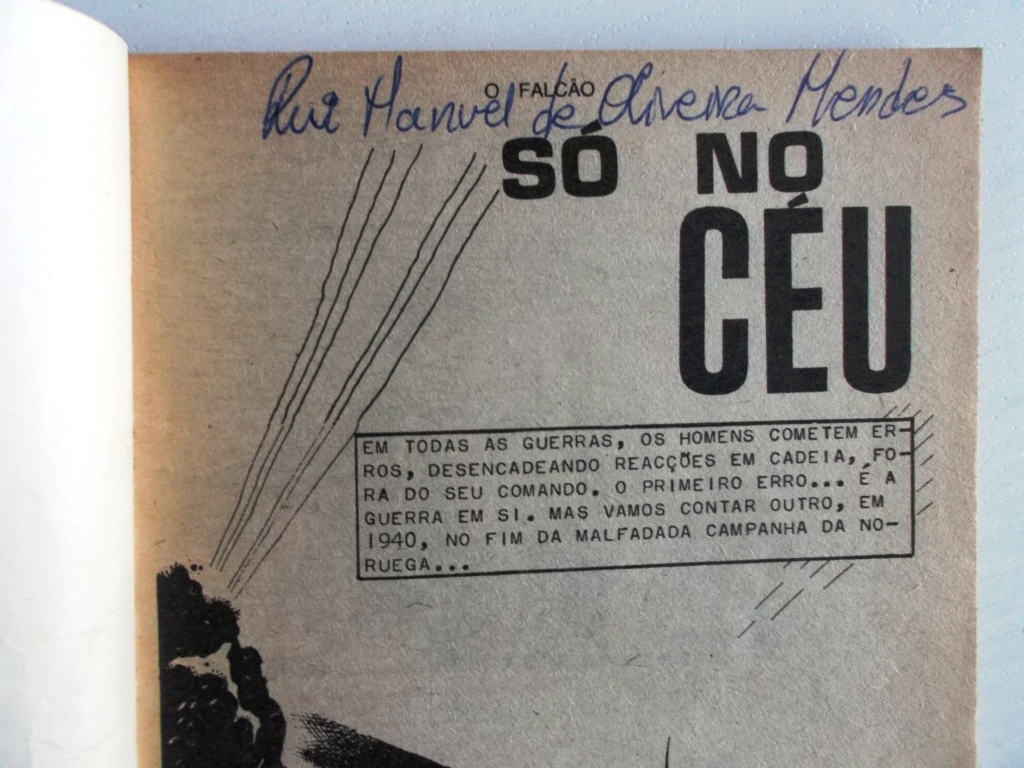 Rui Manuel de Oliveira Mendes
O FALCÃO
SÓ NO
CÉU
EM TODAS AS GUERRAS, OS HOMENS COMETEM ER-
ROS, DESENCADEANDO REACÇÕES EM CADEIA, FO-
RA DO SEU COMANDO. O PRIMEIRO ERRO... É A
GUERRA EM SI. MAS VAMOS CONTAR OUTRO, EM
1940, NO FIM DA MALFADADA CAMPANHA DA NO-
RUEGA...